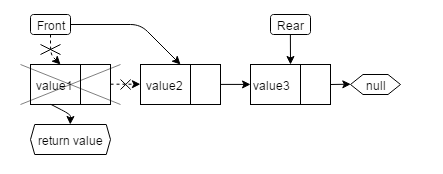 Front
Rear
value1
value2
value3
null
return value